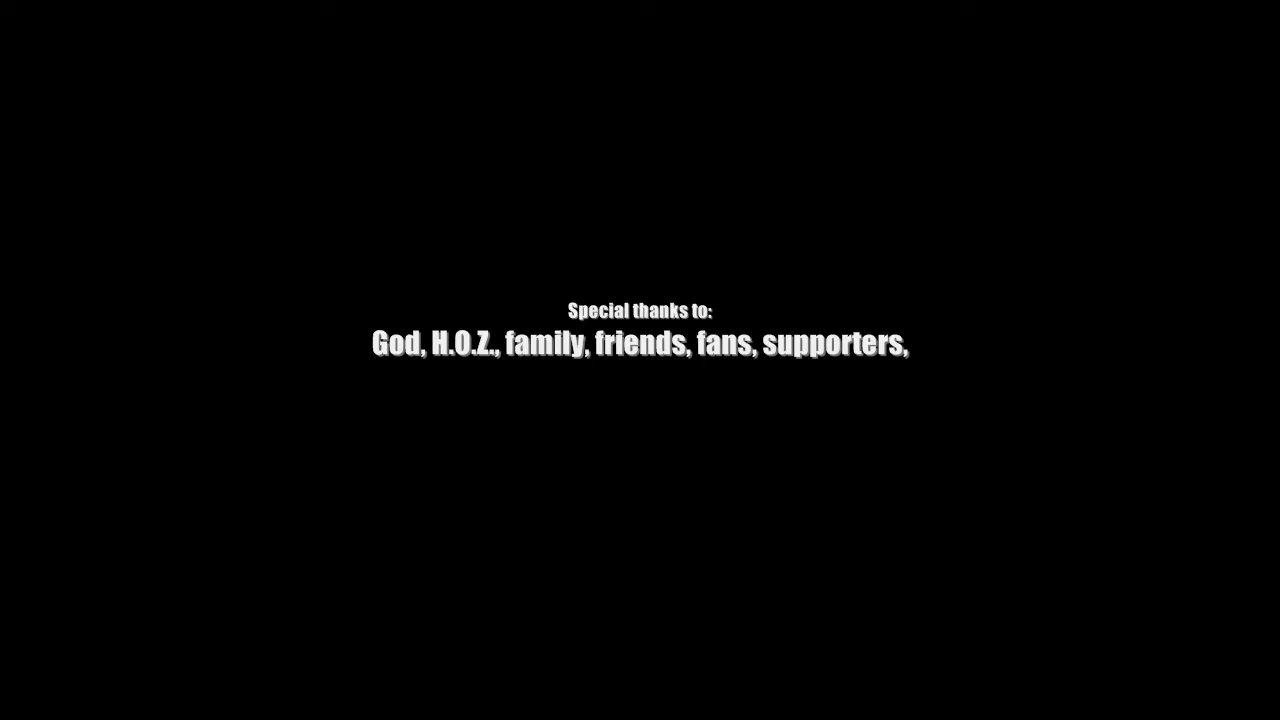 Special thanks to:
God, H.O.Z., family, friends, fans, supporters,